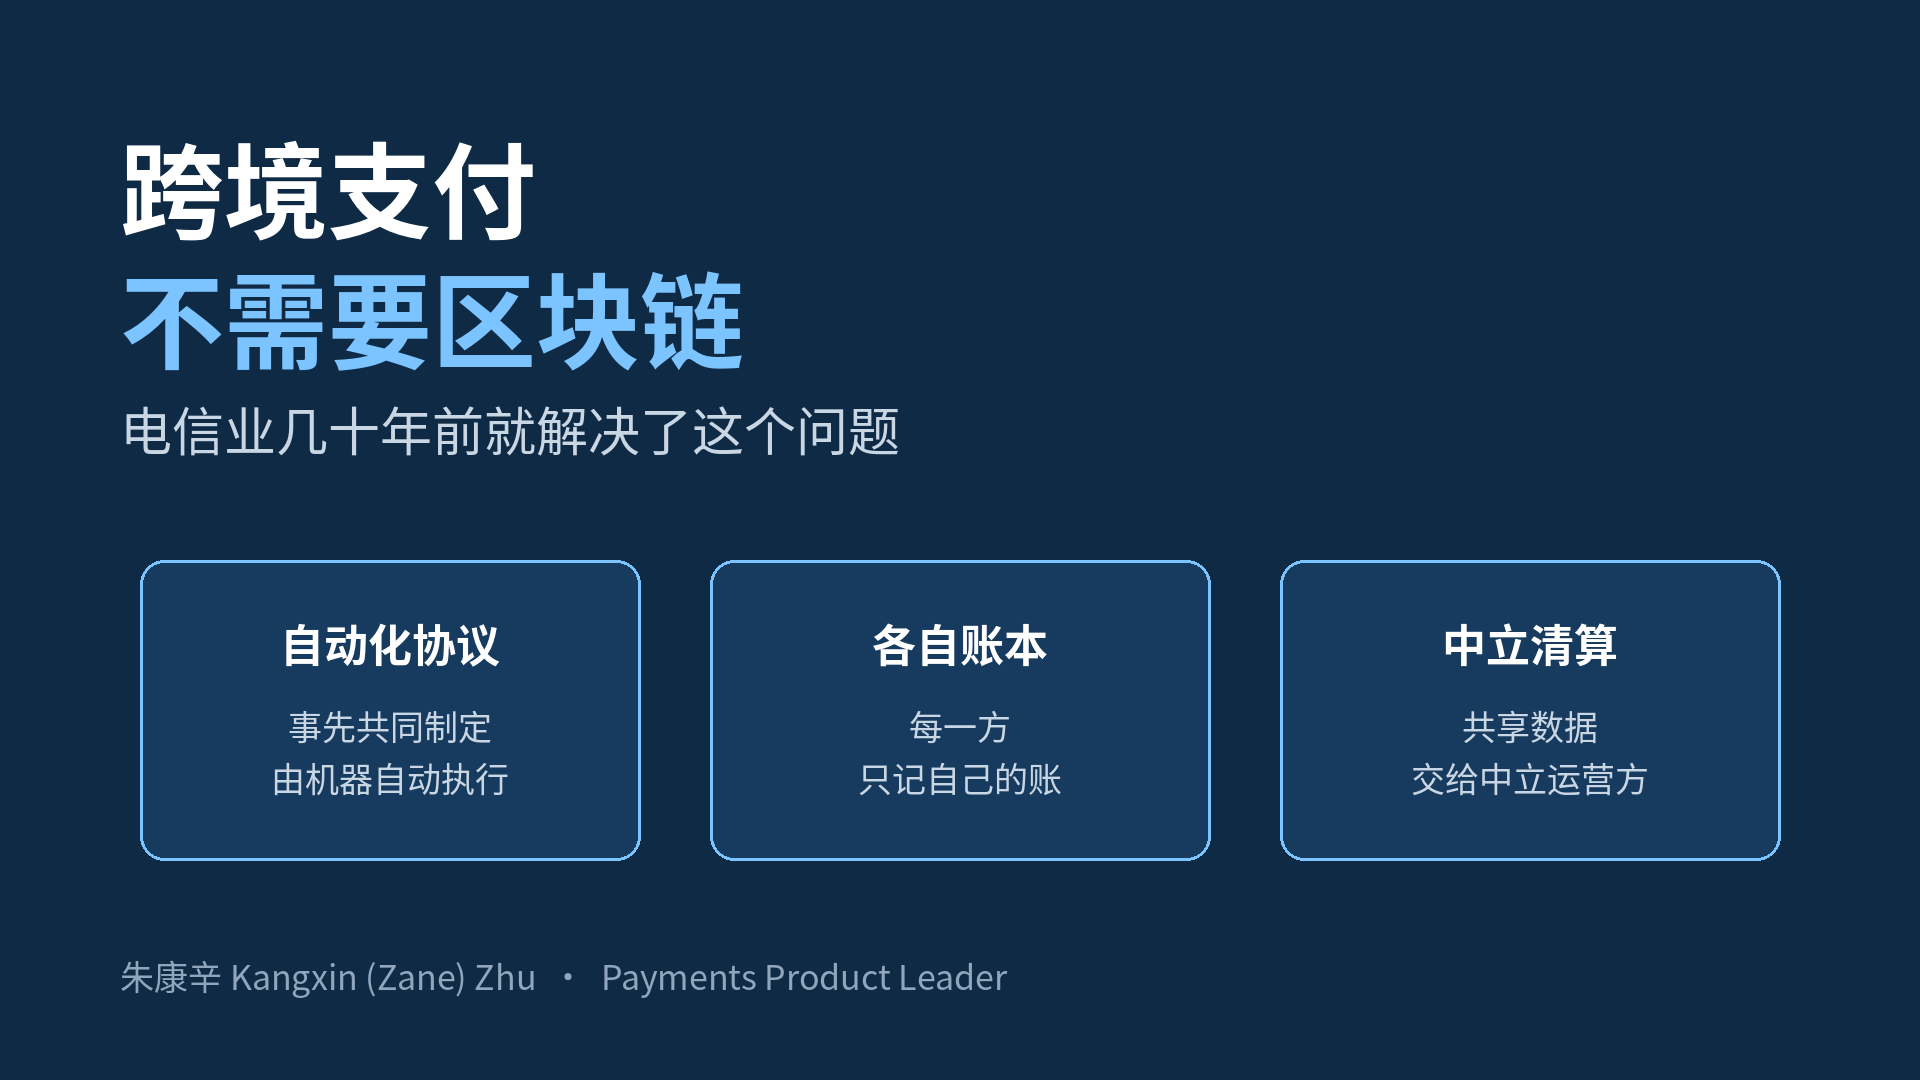 跨境支付
不需要区块链
电信业几十年前就解决了这个问题
自动化协议
事先共同制定
由机器自动执行
各自账本
每一方
只记自己的账
中立清算
共享数据
交给中立运营方
朱康辛 Kangxin (Zane) Zhu · Payments Product Leader